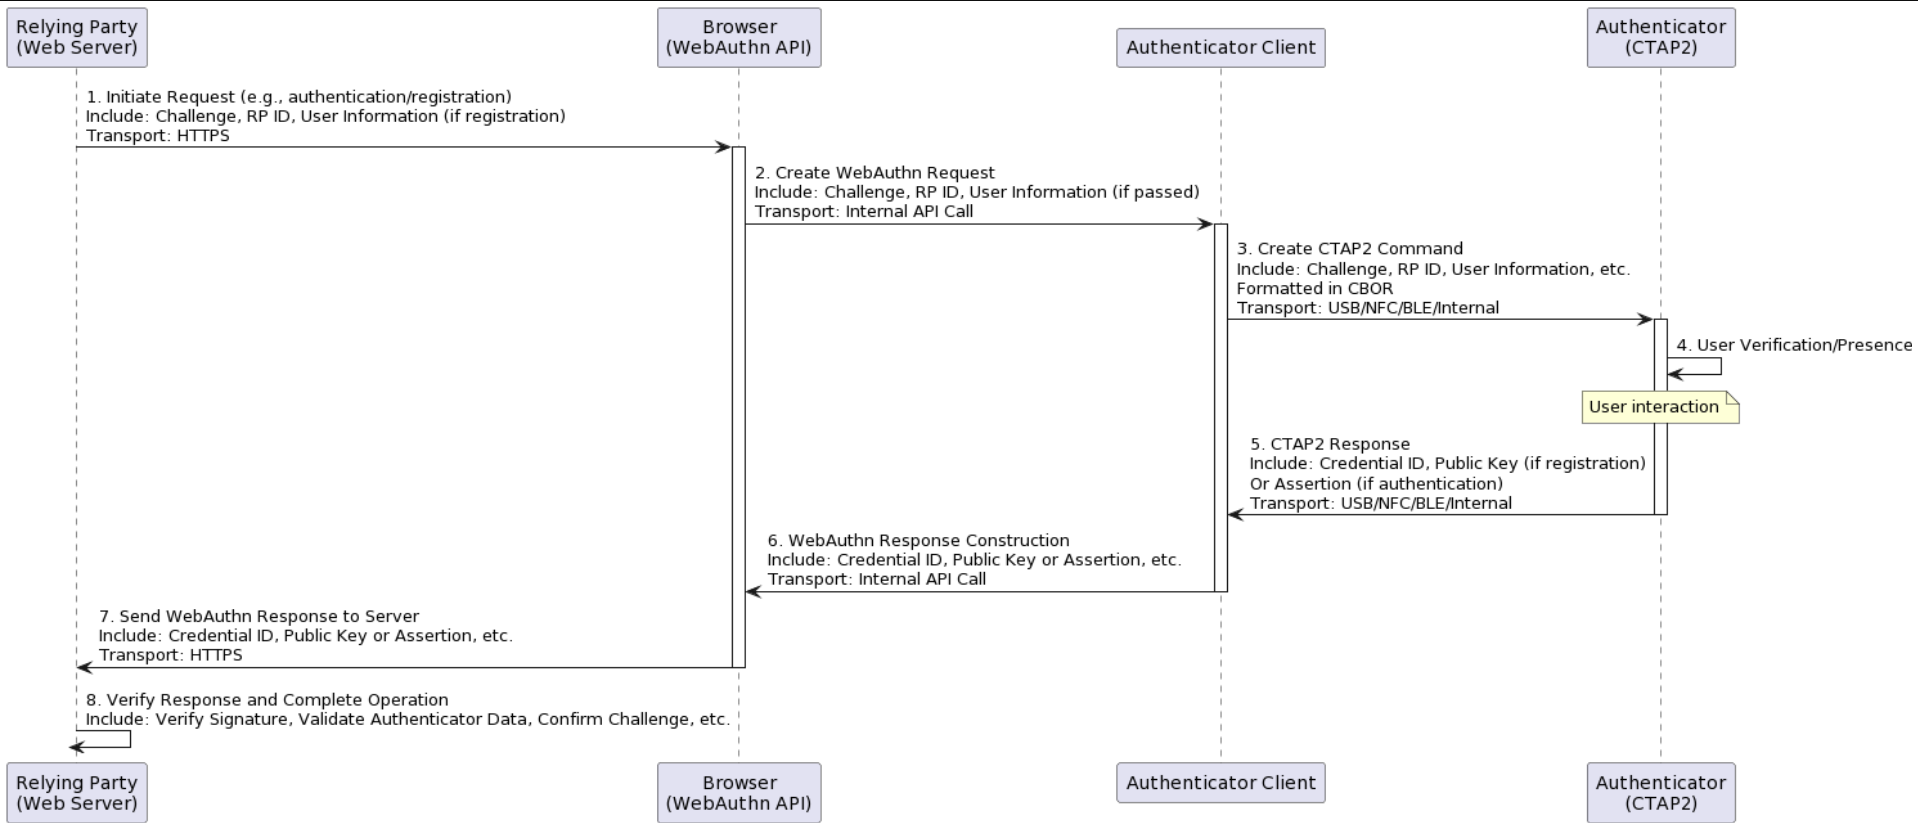 Relying Party
(Web Server)
Browser
(WebAuthn API)
Authenticator Client
Authenticator
(CTAP2)
1. Initiate Request (e.g., authentication/registration)
Include: Challenge, RP ID, User Information (if registration)
Transport: HTTPS
2. Create WebAuthn Request
Include: Challenge, RP ID, User Information (if passed)
Transport: Internal API Call
3. Create CTAP2 Command
Include: Challenge, RP ID, User Information, etc.
Formatted in CBOR
Transport: USB/NFC/BLE/Internal
4. User Verification/Presence
User interaction
5. CTAP2 Response
Include: Credential ID, Public Key (if registration)
Or Assertion (if authentication)
Transport: USB/NFC/BLE/Internal
6. WebAuthn Response Construction
Include: Credential ID, Public Key or Assertion, etc.
Transport: Internal API Call
7. Send WebAuthn Response to Server
Include: Credential ID, Public Key or Assertion, etc.
Transport: HTTPS
8. Verify Response and Complete Operation
Include: Verify Signature, Validate Authenticator Data, Confirm Challenge, etc.
Relying Party
(Web Server)
Browser
(WebAuthn API)
Authenticator Client
Authenticator
(CTAP2)